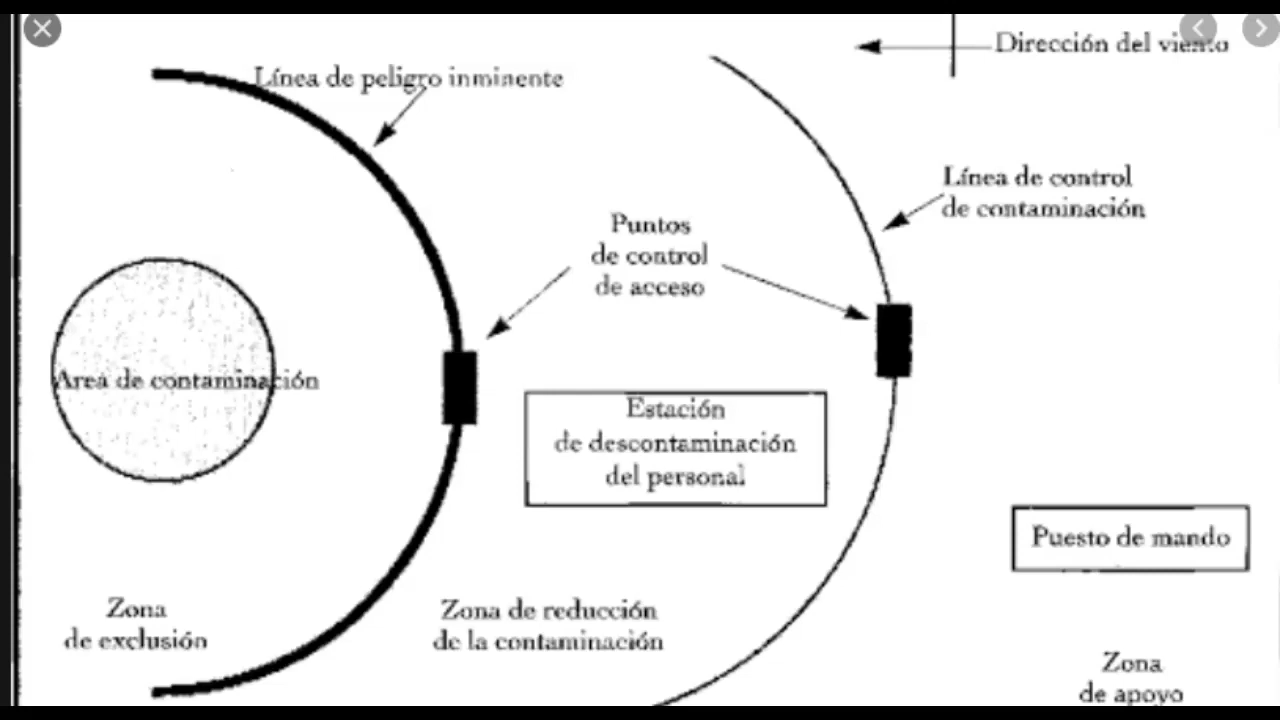 Dirección del viento
Línea de peligro inminente
Línea de control
de contaminación
Puntos
de control
de acceso
Area de contaminación
Estación
de descontaminación
del personal
Puesto de mando
Zona
de exclusión
Zona de reducción
de la contaminación
Zona
de apoyo